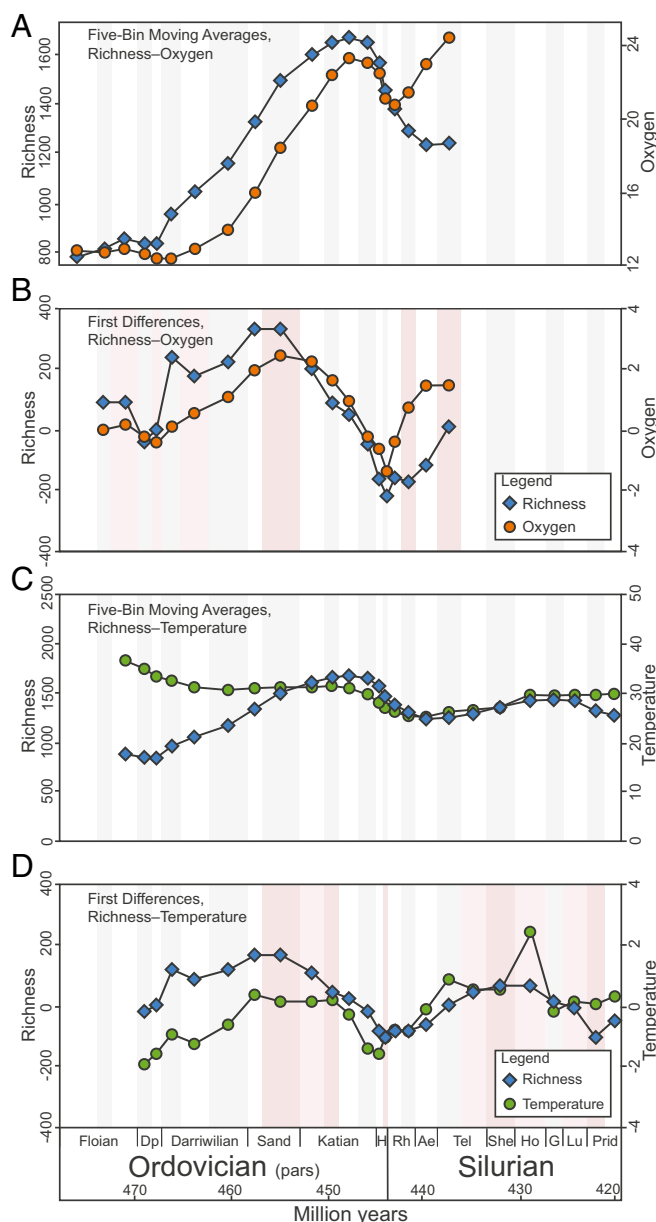 A
Five-Bin Moving Averages,
Richness–Oxygen
1600
1400
1200
1000
800
Richness
24
20
16
12
Oxygen
B
First Differences,
Richness–Oxygen
400
200
0
-200
-400
Richness
4
2
0
-2
-4
Oxygen
Legend
Richness
Oxygen
C
Five-Bin Moving Averages,
Richness–Temperature
2500
2000
1500
1000
500
0
Richness
50
40
30
20
10
0
Temperature
D
First Differences,
Richness–Temperature
400
200
0
-200
-400
Richness
4
2
0
-2
-4
Temperature
Legend
Richness
Temperature
Floian Dp Darriwilian Sand Katian H Rh Ae Tel She Ho G Lu Prid
Ordovician (pars) Silurian
470 460 450 440 430 420
Million years